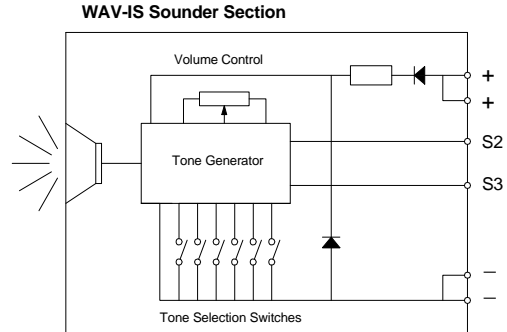 WAV-IS Sounder Section
Volume Control
+
+
S2
Tone Generator
S3
−
−
Tone Selection Switches